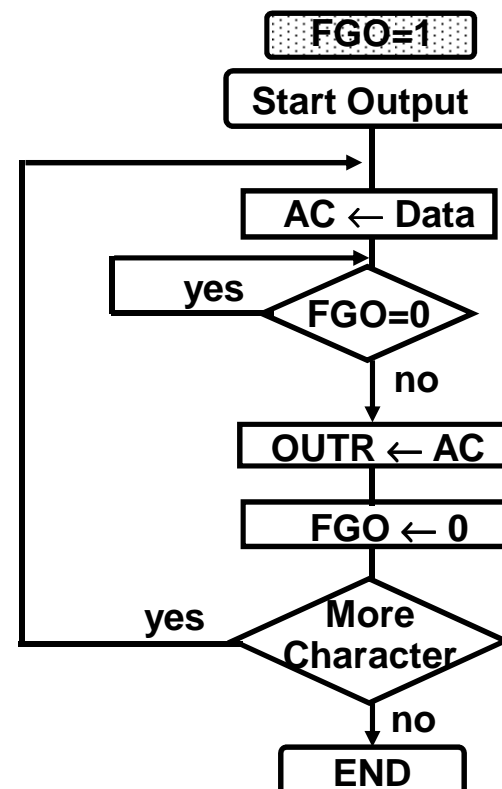 FGO=1
Start Output
AC ← Data
yes
FGO=0
no
OUTR ← AC
FGO ← 0
yes
More
Character
no
END